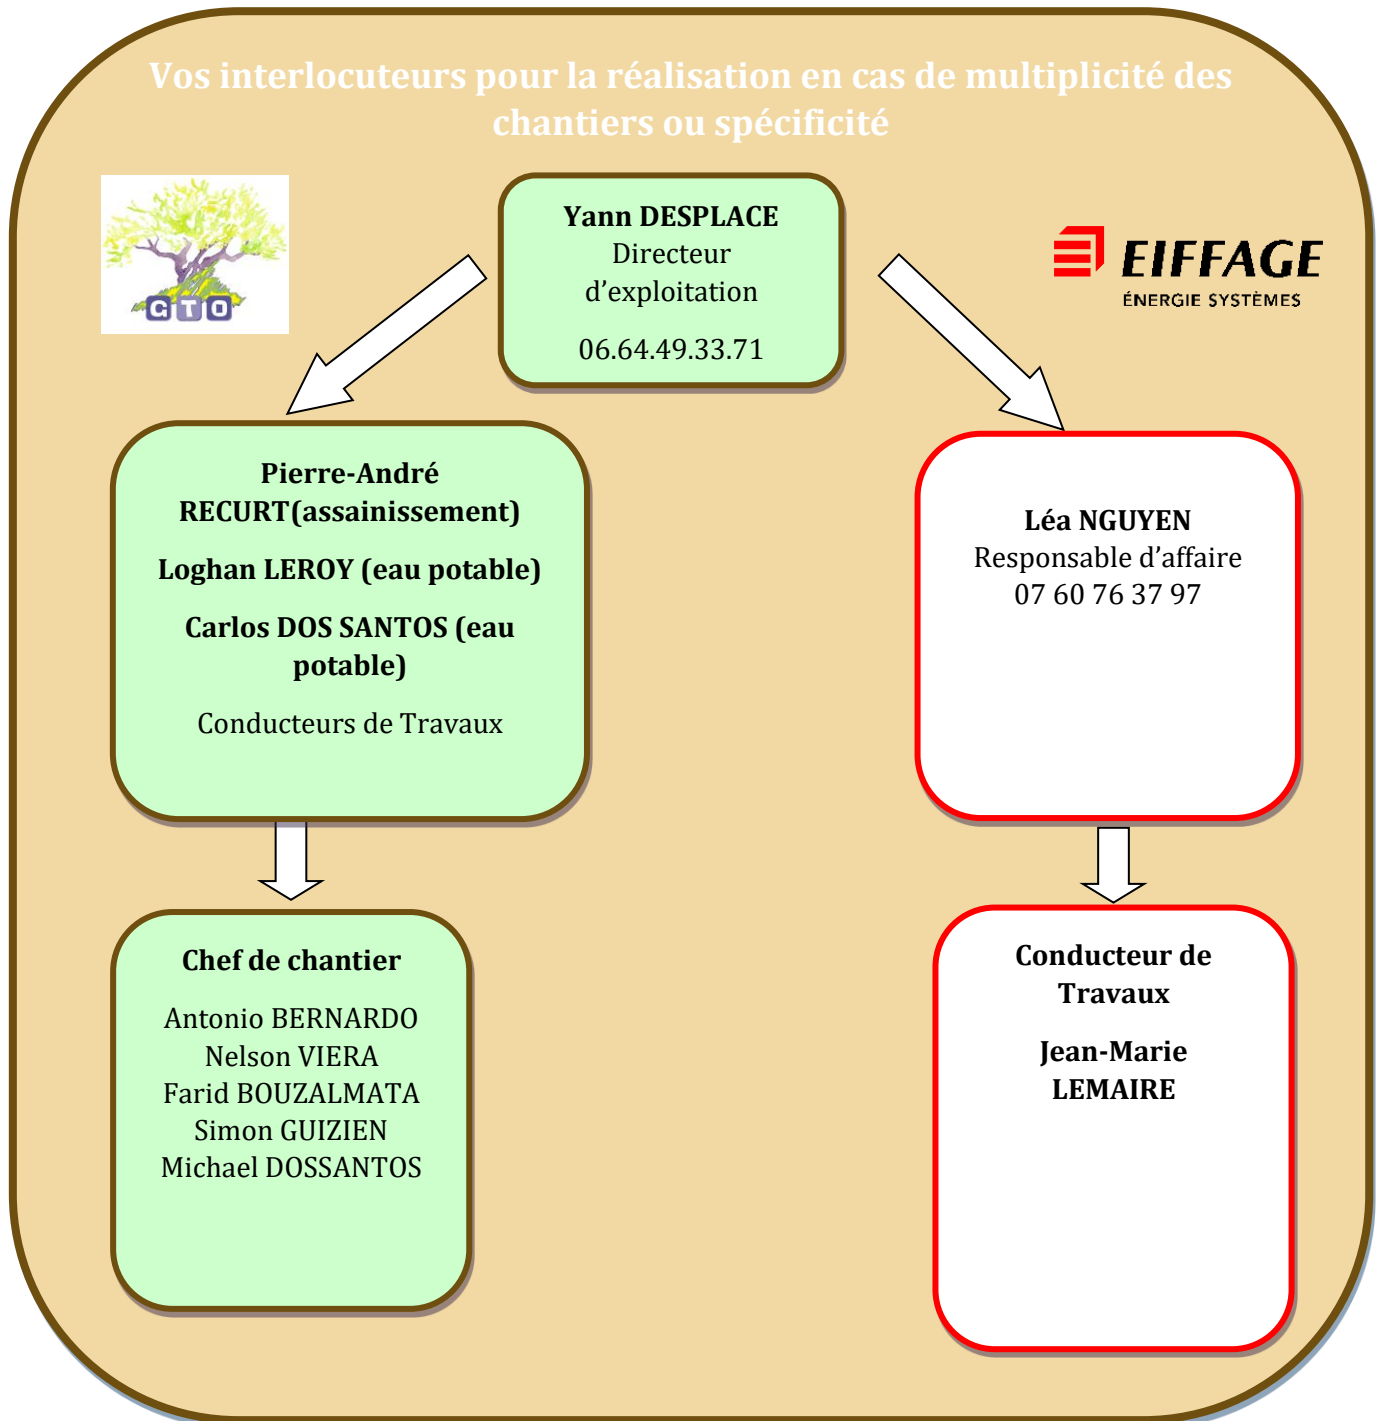 Vos interlocuteurs pour la réalisation en cas de multiplicité des
chantiers ou spécificité
GTO
Yann DESPLACE
Directeur
d'exploitation
06.64.49.33.71
EIFFAGE
ÉNERGIE SYSTÈMES
Pierre-André
RECURT(assainissement)
Loghan LEROY (eau potable)
Carlos DOS SANTOS (eau
potable)
Conducteurs de Travaux
Léa NGUYEN
Responsable d'affaire
07 60 76 37 97
Chef de chantier
Antonio BERNARDO
Nelson VIERA
Farid BOUZALMATA
Simon GUIZIEN
Michael DOSSANTOS
Conducteur de
Travaux
Jean-Marie
LEMAIRE